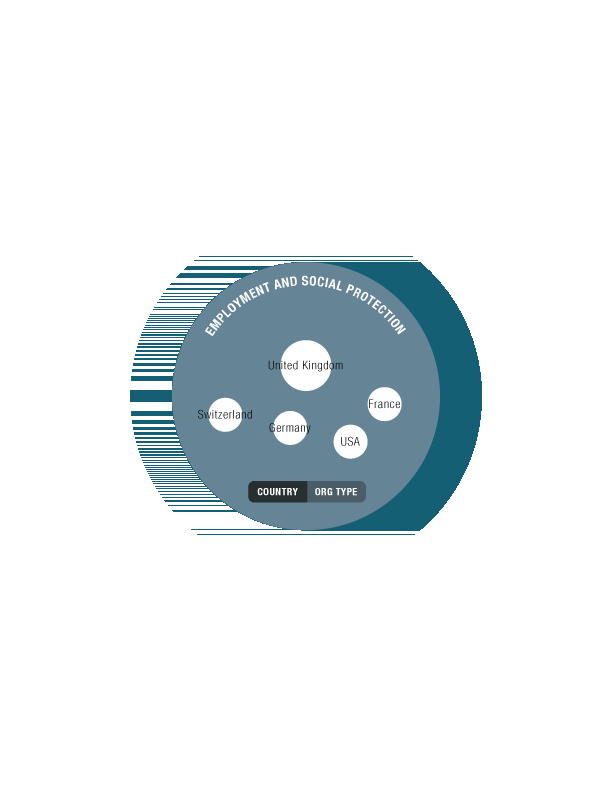 EMPLOYMENT AND SOCIAL PROTECTION
United Kingdom
France
Switzerland
Germany
USA
COUNTRY ORG TYPE